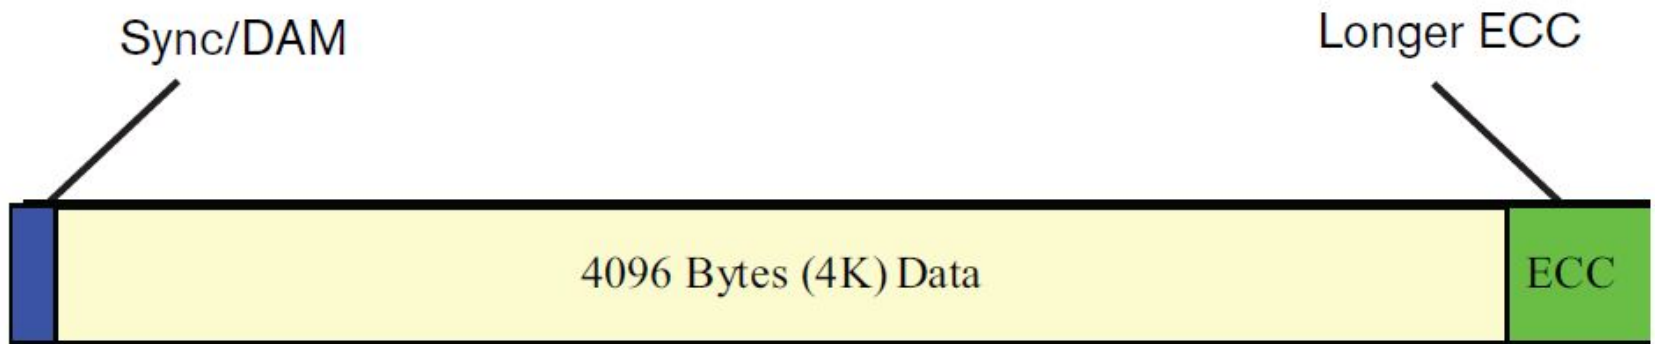 Sync/DAM
Longer ECC
4096 Bytes (4K) Data
ECC